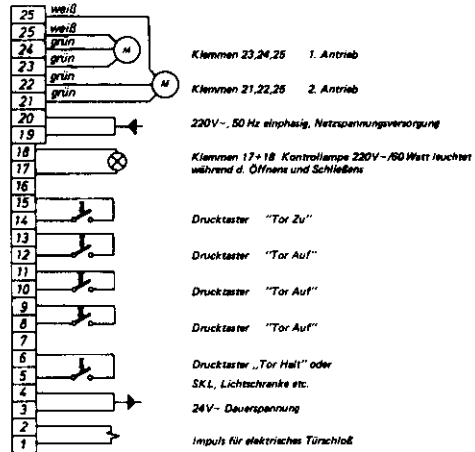 25 weiß
25 weiß
24 grün M
23 grün
Klemmen 23,24,25 1. Antrieb
22 grün M
21 grün
Klemmen 21,22,25 2. Antrieb
20
19
220V~, 50 Hz einphasig, Netzspannungsversorgung
18
17
Klemmen 17+18 Kontrollampe 220V~/60 Watt leuchtet
während d. Öffnens und Schließens
16
15
14
Drucktaster "Tor Zu"
13
12
Drucktaster "Tor Auf"
11
10
Drucktaster "Tor Auf"
9
8
Drucktaster "Tor Auf"
7
6
5
Drucktaster „Tor Halt" oder
SKL, Lichtschranke etc.
4
3
24V~ Dauerspannung
2
1
Impuls für elektrisches Türschloß